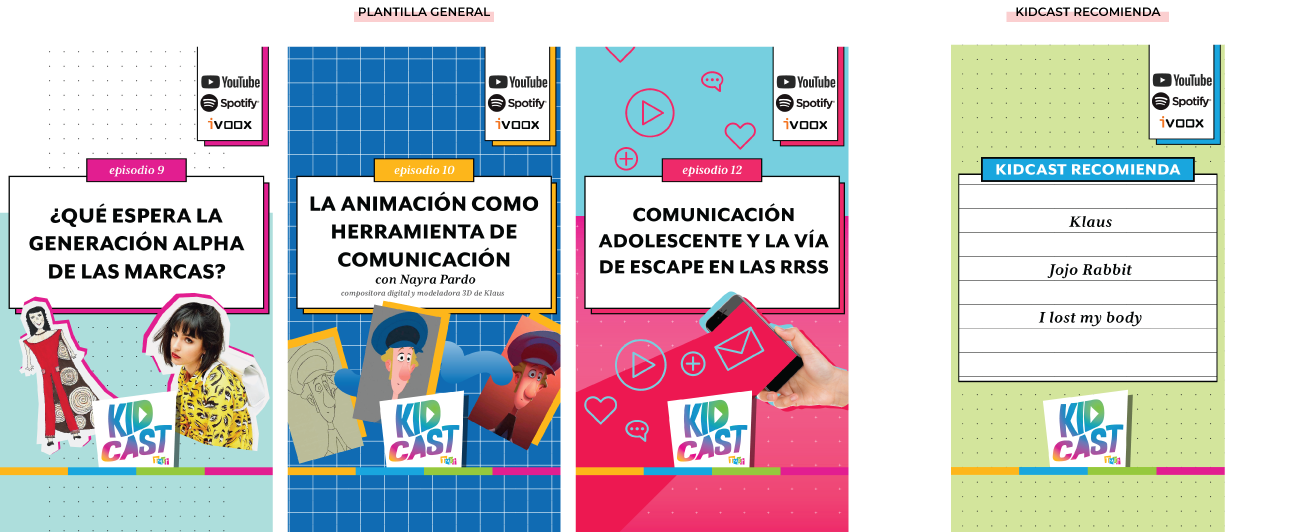 PLANTILLA GENERAL
KIDCAST RECOMIENDA
YouTube
Spotify
iVOOX
episodio 9
¿QUÉ ESPERA LA
GENERACIÓN ALPHA
DE LAS MARCAS?
KID
CAST
YouTube
Spotify
iVOOX
episodio 10
LA ANIMACIÓN COMO
HERRAMIENTA DE
COMUNICACIÓN
con Nayra Pardo
compositora digital y modeladora 3D de Klaus
KID
CAST
YouTube
Spotify
iVOOX
episodio 12
COMUNICACIÓN
ADOLESCENTE Y LA VÍA
DE ESCAPE EN LAS RRSS
KID
CAST
YouTube
Spotify
iVOOX
KIDCAST RECOMIENDA
Klaus
Jojo Rabbit
I lost my body
KID
CAST